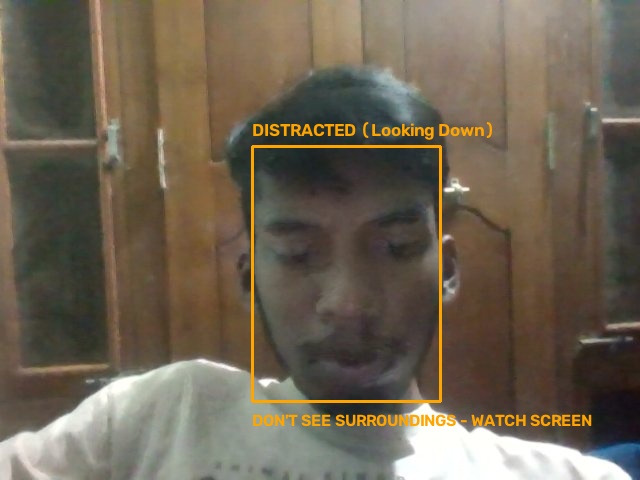 DISTRACTED (Looking Down)
DON'T SEE SURROUNDINGS - WATCH SCREEN